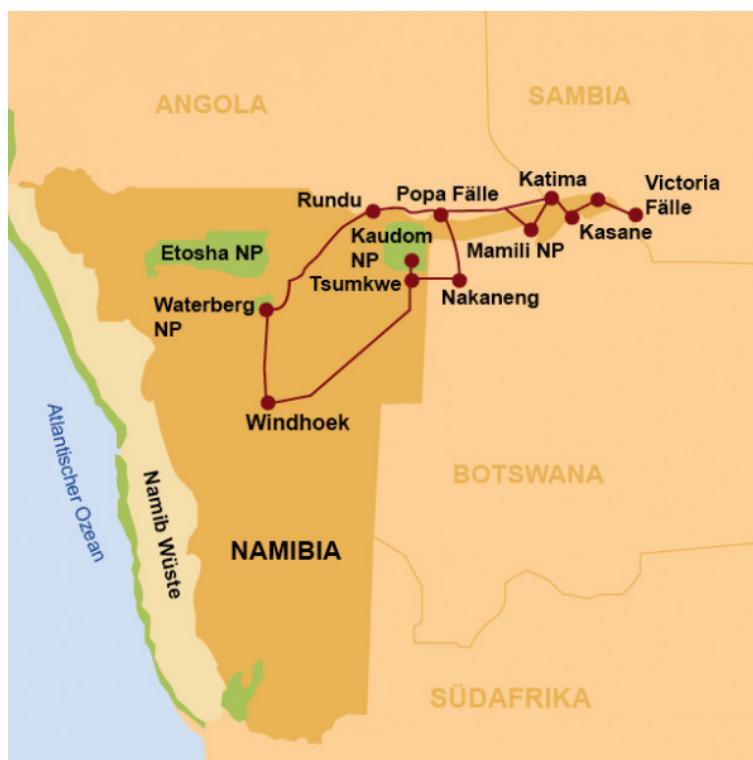 ANGOLA
SAMBIA
Rundu
Popa Fälle
Katima
Victoria
Fälle
Etosha NP
Kaudom
NP
Mamili NP
Kasane
Tsumkwe
Nakaneng
Waterberg
NP
Windhoek
Atlantischer Ozean
Namib Wüste
NAMIBIA
BOTSWANA
SÜDAFRIKA